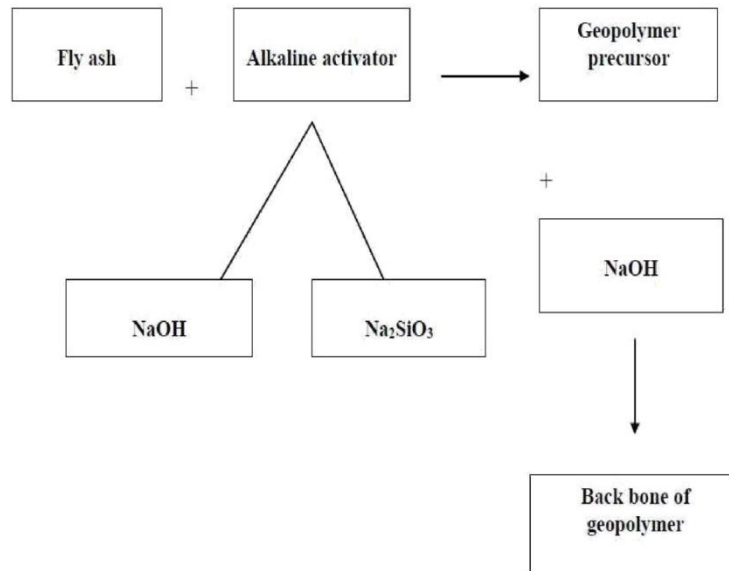 Fly ash
+
Alkaline activator
Geopolymer
precursor
+
NaOH
NaOH
Na₂SiO₃
Back bone of
geopolymer